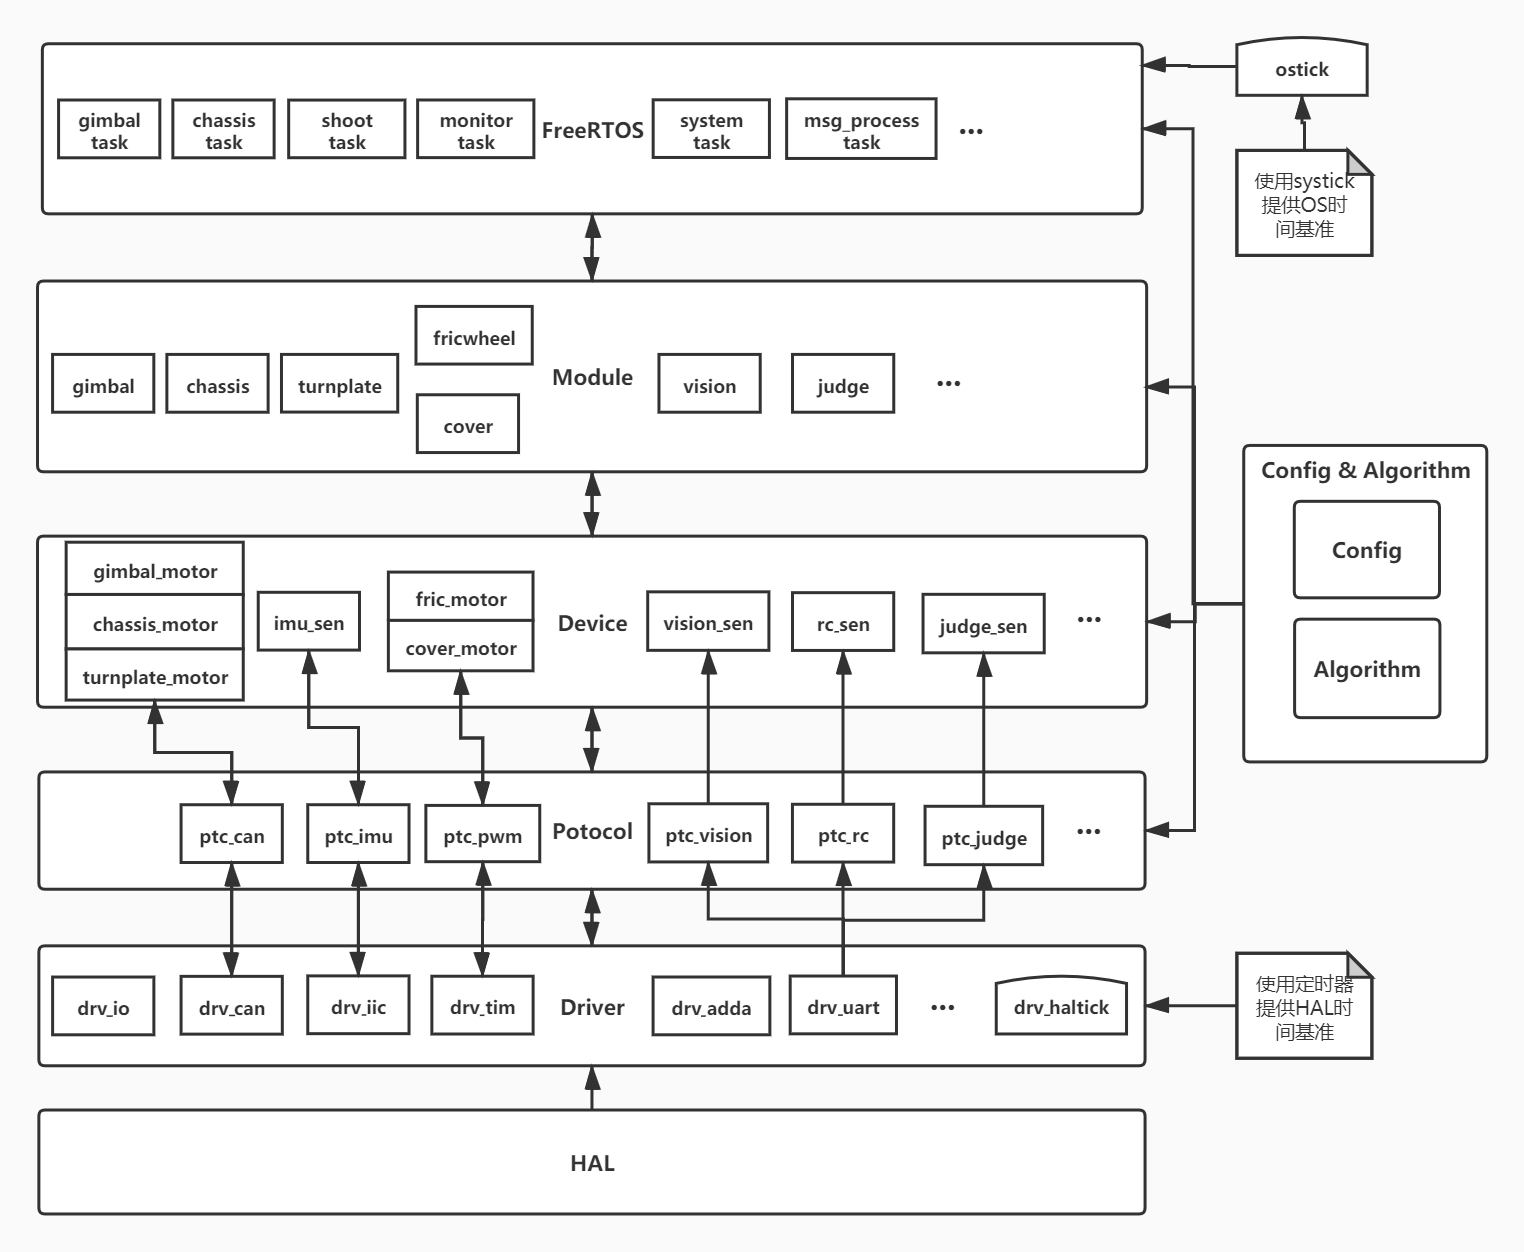 ostick
gimbal
task
chassis
task
shoot
task
monitor
task
FreeRTOS
system
task
msg_process
task
...
使用systick
提供OS时
间基准
fricwheel
gimbal
chassis
turnplate
Module
vision
judge
...
cover
Config & Algorithm
Config
Algorithm
gimbal_motor
chassis_motor
turnplate_motor
imu_sen
fric_motor
cover_motor
Device
vision_sen
rc_sen
judge_sen
...
ptc_can
ptc_imu
ptc_pwm
Potocol
ptc_vision
ptc_rc
ptc_judge
...
drv_io
drv_can
drv_iic
drv_tim
Driver
drv_adda
drv_uart
...
drv_haltick
使用定时器
提供HAL时
间基准
HAL